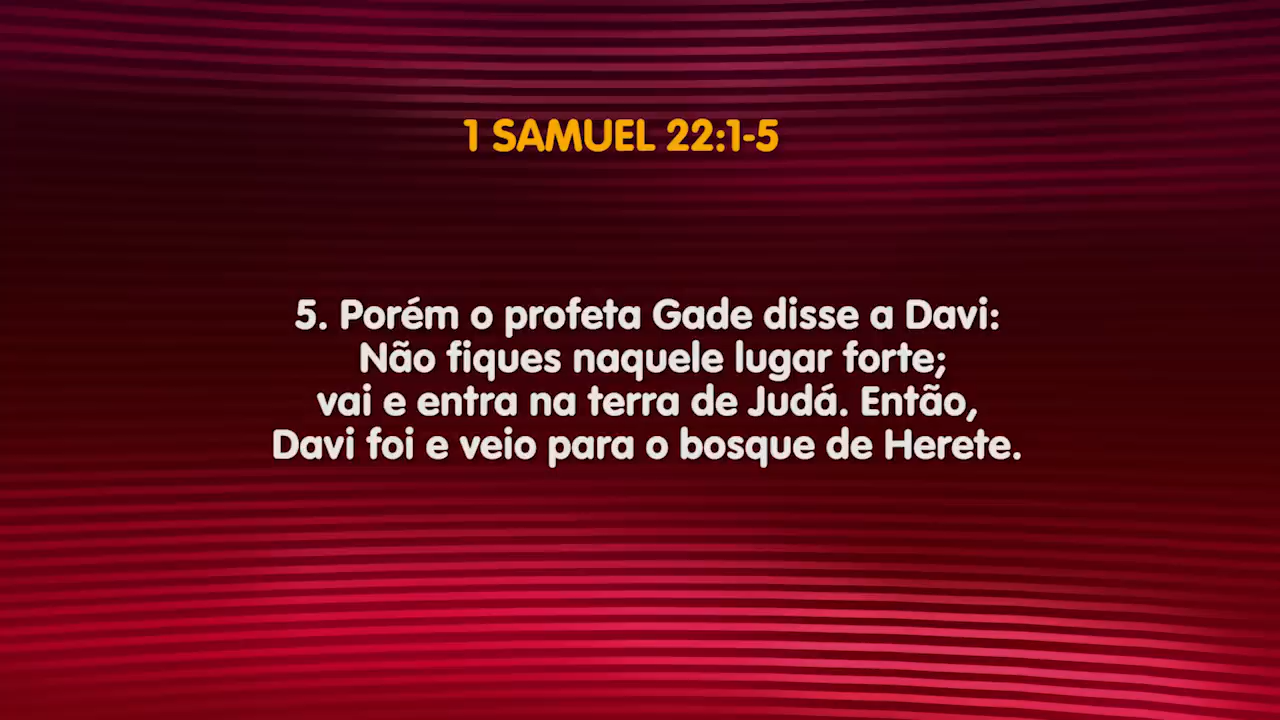 1 SAMUEL 22:1-5
5. Porém o profeta Gade disse a Davi:
Não fiques naquele lugar forte;
vai e entra na terra de Judá. Então,
Davi foi e veio para o bosque de Herete.